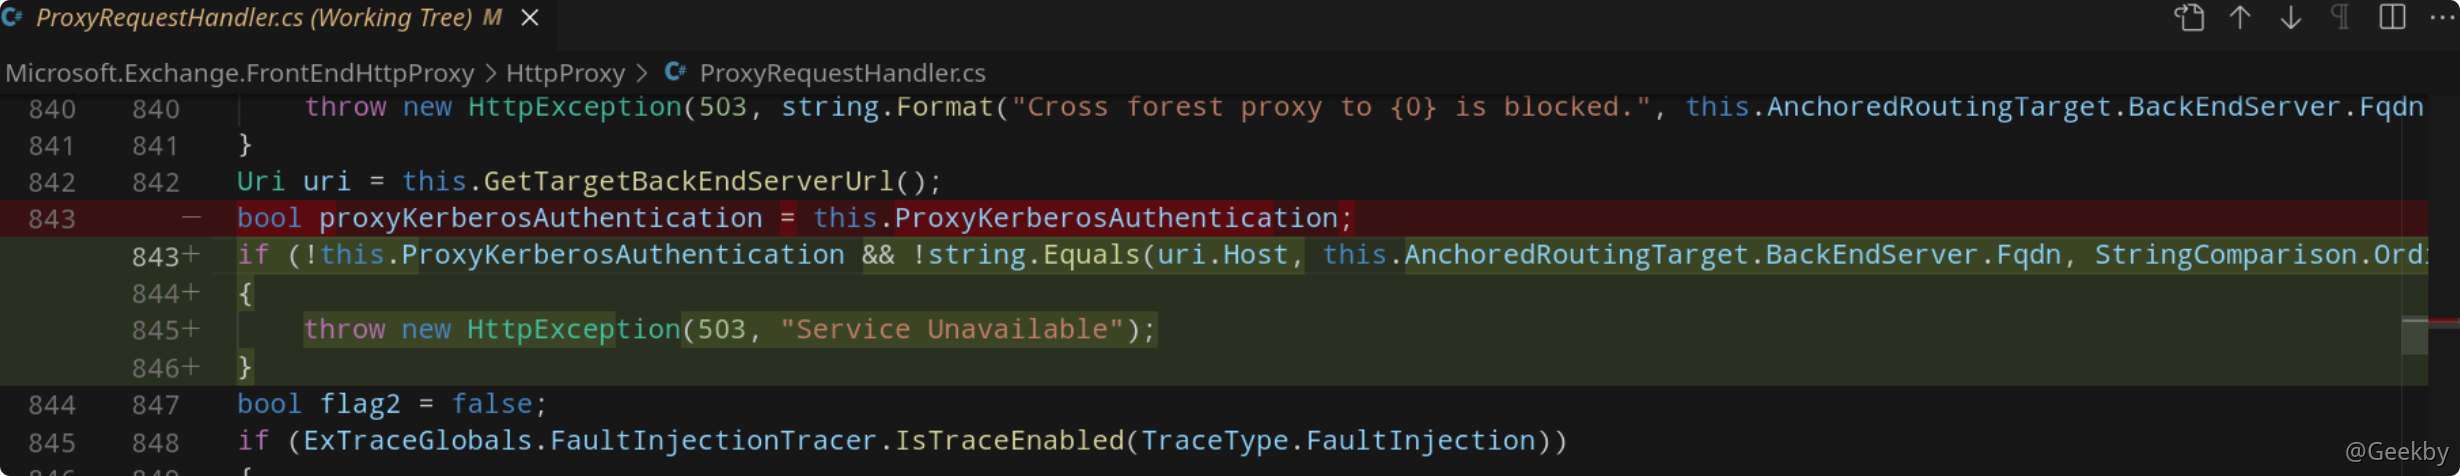 ProxyRequestHandler.cs (Working Tree) M
Microsoft.Exchange.FrontEndHttpProxy > HttpProxy > C# ProxyRequestHandler.cs
840 840 throw new HttpException(503, string.Format("Cross forest proxy to {0} is blocked.", this.AnchoredRoutingTarget.BackEndServer.Fqdn
841 841 }
842 842 Uri uri = this.GetTargetBackEndServerUrl();
843 — bool proxyKerberosAuthentication = this.ProxyKerberosAuthentication;
843+ if (!this.ProxyKerberosAuthentication && !string.Equals(uri.Host, this.AnchoredRoutingTarget.BackEndServer.Fqdn, StringComparison.Ord
844+ {
845+ throw new HttpException(503, "Service Unavailable");
846+ }
844 847 bool flag2 = false;
845 848 if (ExTraceGlobals.FaultInjectionTracer.IsTraceEnabled(TraceType.FaultInjection))
@Geekby